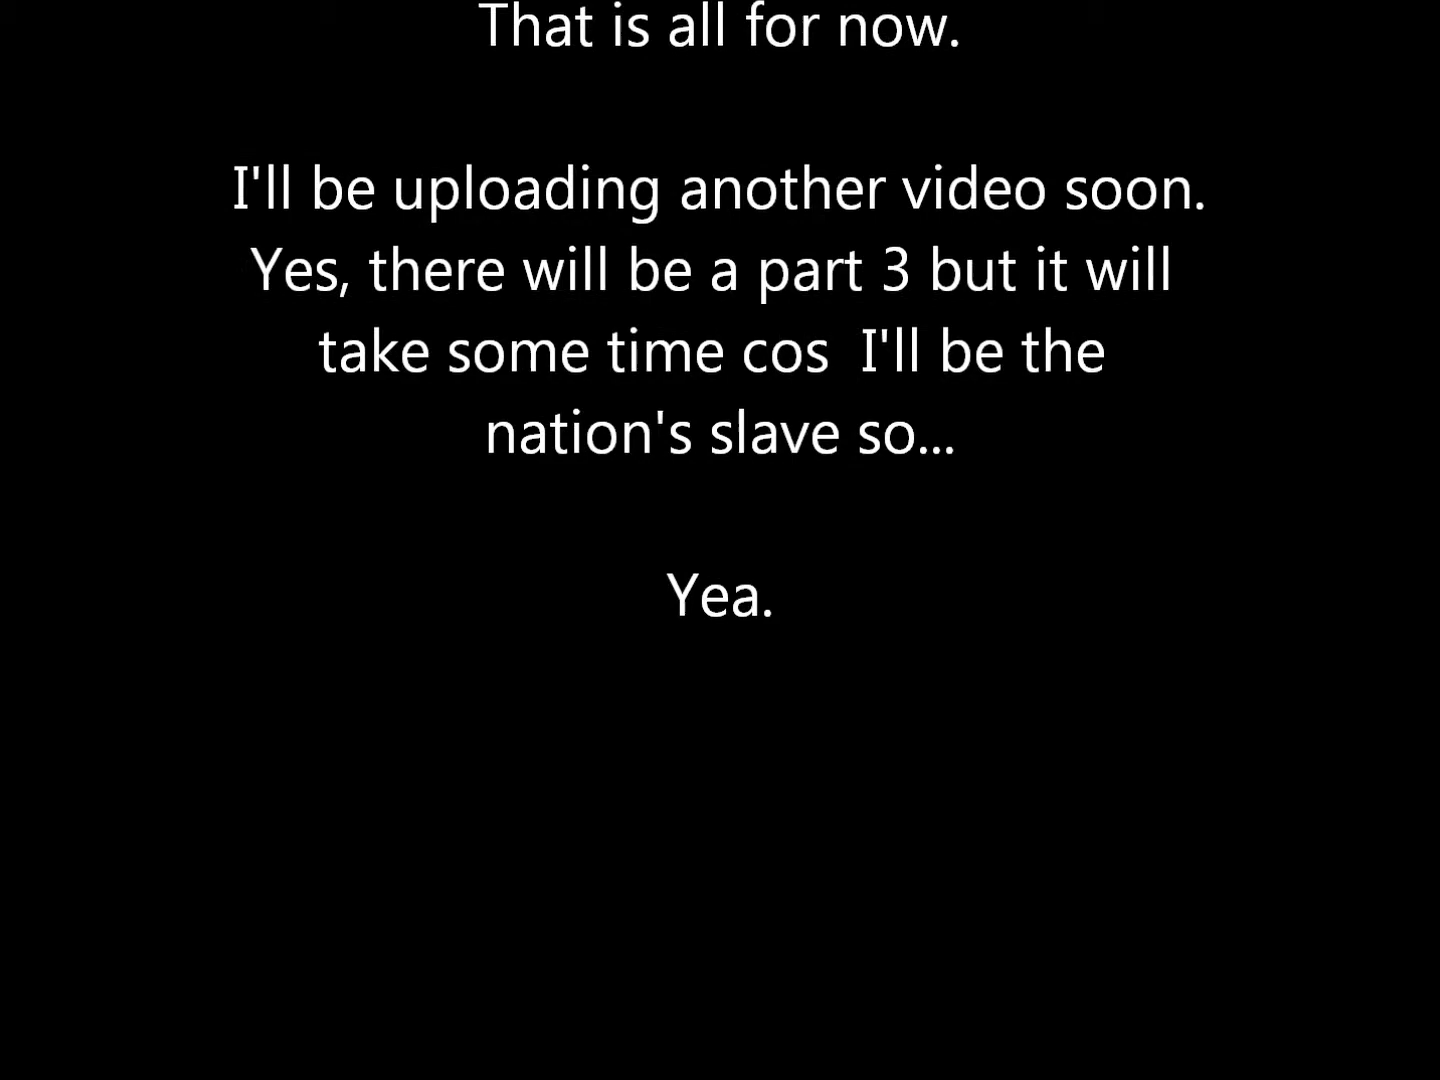 That is all for now.
I'll be uploading another video soon.
Yes, there will be a part 3 but it will
take some time cos  I'll be the
nation's slave so...
Yea.